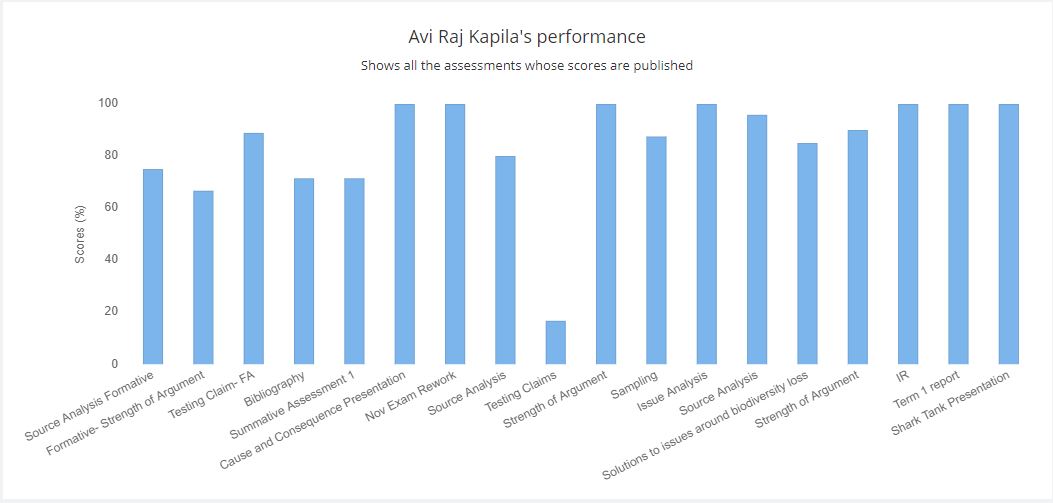 Avi Raj Kapila's performance
Shows all the assessments whose scores are published
Scores (%)
100
80
60
40
20
0
Source Analysis Formative
Formative- Strength of Argument
Testing Claim- FA
Bibliography
Summative Assessment 1
Cause and Consequence Presentation
Nov Exam Rework
Source Analysis
Testing Claims
Strength of Argument
Sampling
Issue Analysis
Source Analysis
Solutions to issues around biodiversity loss
Strength of Argument
IR
Term 1 report
Shark Tank Presentation